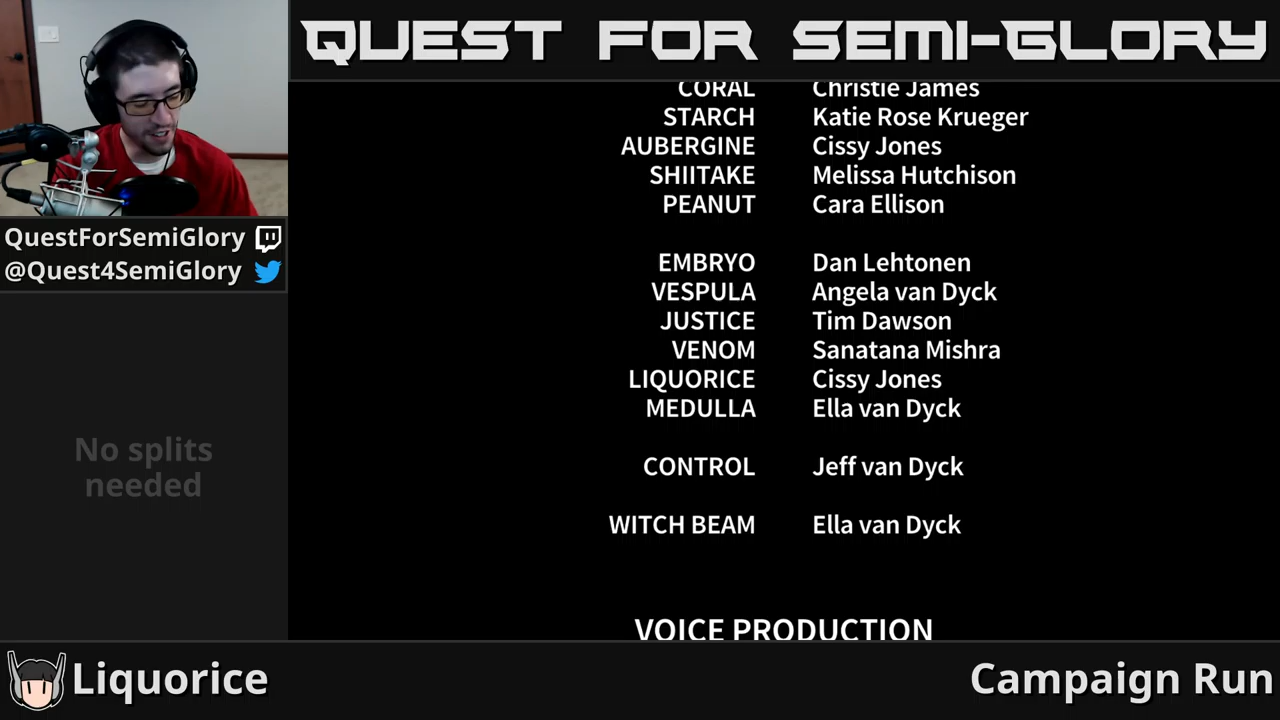 QUEST FOR SEMI-GLORY
QuestForSemiGlory
@Quest4SemiGlory
No splits
needed
CORAL Christie James
STARCH Katie Rose Krueger
AUBERGINE Cissy Jones
SHIITAKE Melissa Hutchison
PEANUT Cara Ellison
EMBRYO Dan Lehtonen
VESPULA Angela van Dyck
JUSTICE Tim Dawson
VENOM Sanatana Mishra
LIQUORICE Cissy Jones
MEDULLA Ella van Dyck
CONTROL Jeff van Dyck
WITCH BEAM Ella van Dyck
VOICE PRODUCTION
Liquorice
Campaign Run